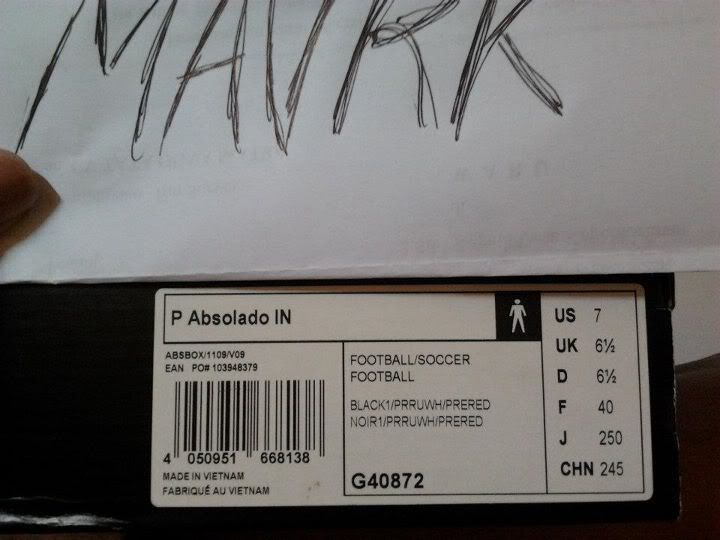 MAVRK
P Absolado IN
ABSBOX/1109/V09
EAN PO# 103948379
4 050951 668138
MADE IN VIETNAM
FABRIQUÉ AU VIETNAM
FOOTBALL/SOCCER
FOOTBALL
BLACK1/PRRUWH/PRERED
NOIR1/PRRUWH/PRERED
G40872
US 7
UK 6½
D 6½
F 40
J 250
CHN 245